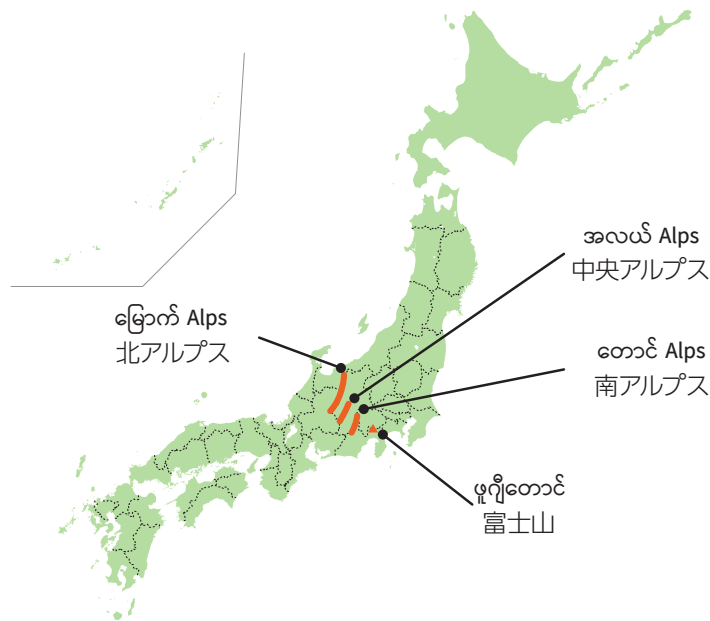 အလယ် Alps
中央アルプス
မြောက် Alps
北アルプス
တောင် Alps
南アルプス
ဖူဂျီတောင်
富士山